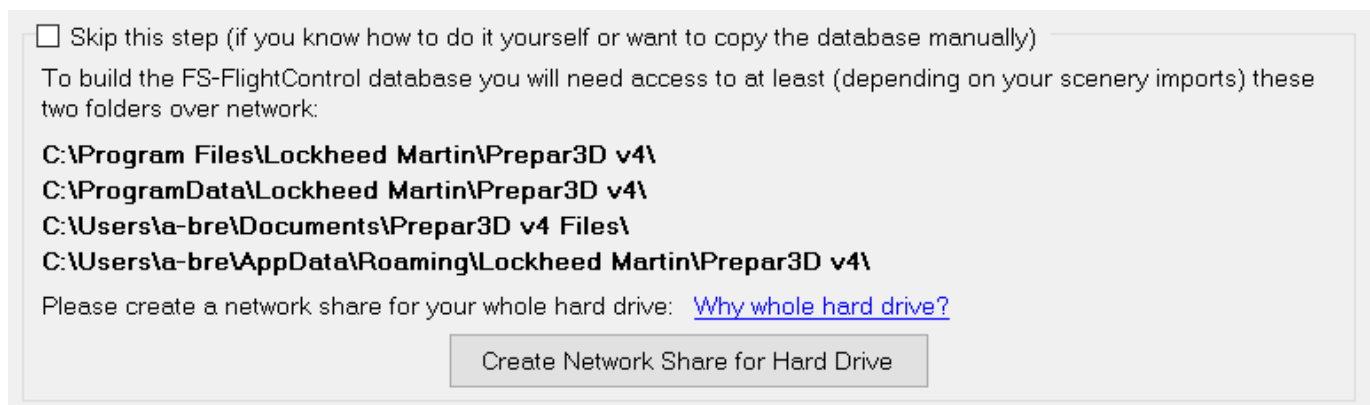 Skip this step (if you know how to do it yourself or want to copy the database manually)
To build the FS-FlightControl database you will need access to at least (depending on your scenery imports) these
two folders over network:
C:\Program Files\Lockheed Martin\Prepar3D v4\
C:\ProgramData\Lockheed Martin\Prepar3D v4\
C:\Users\a-bre\Documents\Prepar3D v4 Files\
C:\Users\a-bre\AppData\Roaming\Lockheed Martin\Prepar3D v4\
Please create a network share for your whole hard drive: Why whole hard drive?
Create Network Share for Hard Drive